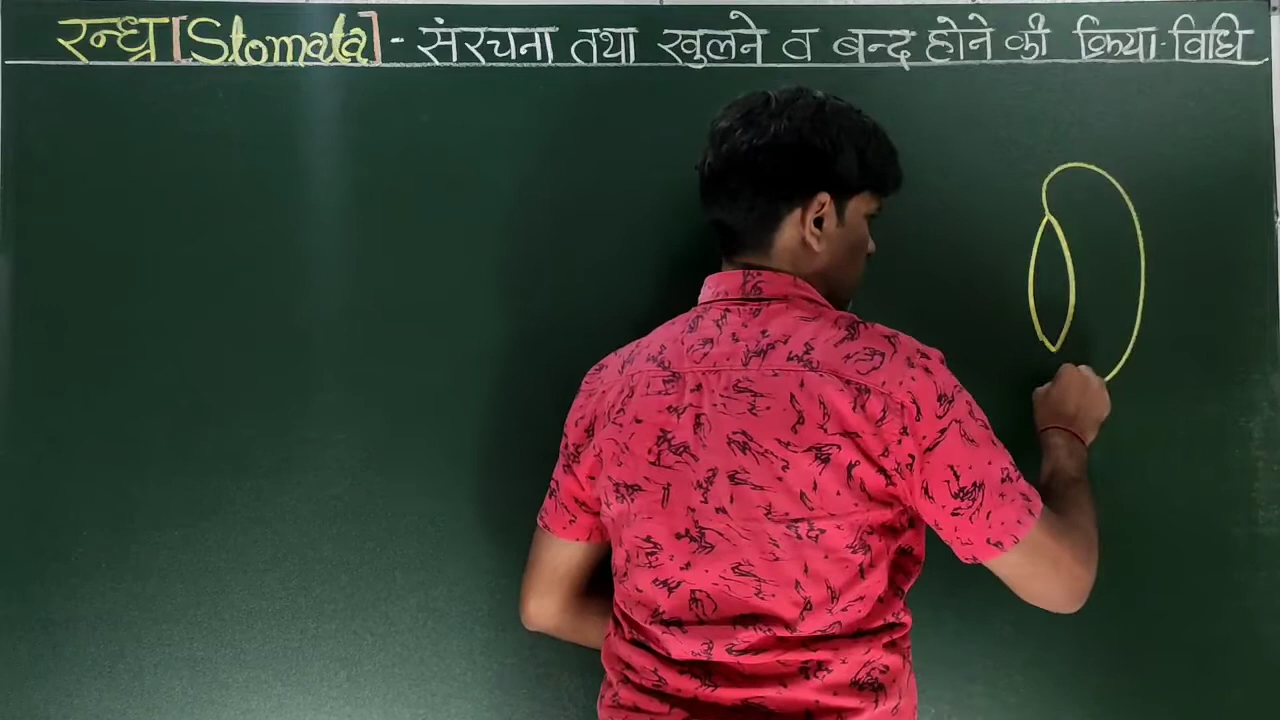 रन्ध्र [Stomata] - संरचना तथा खुलने व बन्द होने की क्रिया-विधि